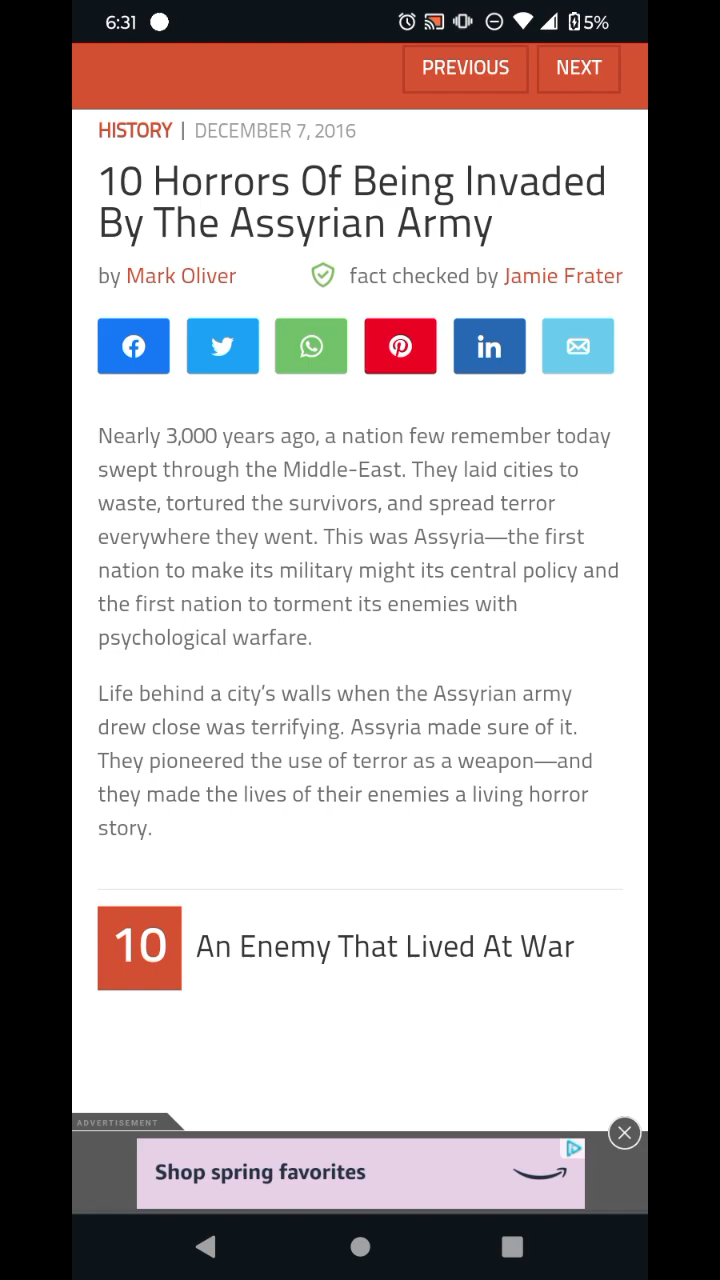 6:31
5%
PREVIOUS
NEXT
HISTORY | DECEMBER 7, 2016
10 Horrors Of Being Invaded
By The Assyrian Army
by Mark Oliver
fact checked by Jamie Frater
Nearly 3,000 years ago, a nation few remember today
swept through the Middle-East. They laid cities to
waste, tortured the survivors, and spread terror
everywhere they went. This was Assyria—the first
nation to make its military might its central policy and
the first nation to torment its enemies with
psychological warfare.
Life behind a city’s walls when the Assyrian army
drew close was terrifying. Assyria made sure of it.
They pioneered the use of terror as a weapon—and
they made the lives of their enemies a living horror
story.
10 An Enemy That Lived At War
ADVERTISEMENT
Shop spring favorites